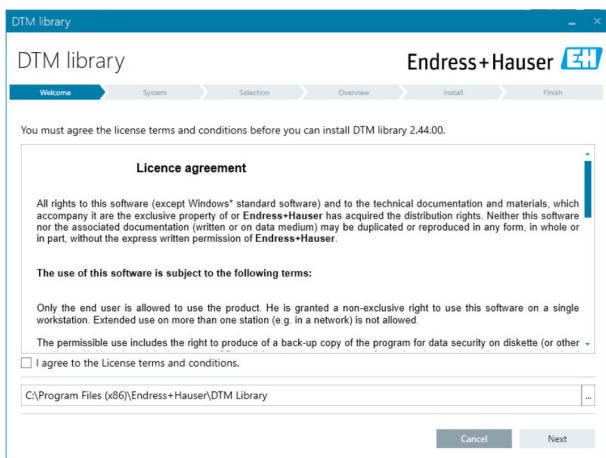 DTM library
DTM library
Endress+Hauser EH
Welcome System Selection Overview Install Finish
You must agree the license terms and conditions before you can install DTM library 2.44.00.
Licence agreement
All rights to this software (except Windows* standard software) and to the technical documentation and materials, which
accompany it are the exclusive property of or Endress+Hauser has acquired the distribution rights. Neither this software
nor the associated documentation (written or on data medium) may be duplicated or reproduced in any form, in whole or
in part, without the express written permission of Endress+Hauser.
The use of this software is subject to the following terms:
Only the end user is allowed to use the product. He is granted a non-exclusive right to use this software on a single
workstation. Extended use on more than one station (e.g. in a network) is not allowed.
The permissible use includes the right to produce of a back-up copy of the program for data security on diskette (or other
I agree to the License terms and conditions.
C:\Program Files (x86)\Endress+Hauser\DTM Library ...
Cancel Next